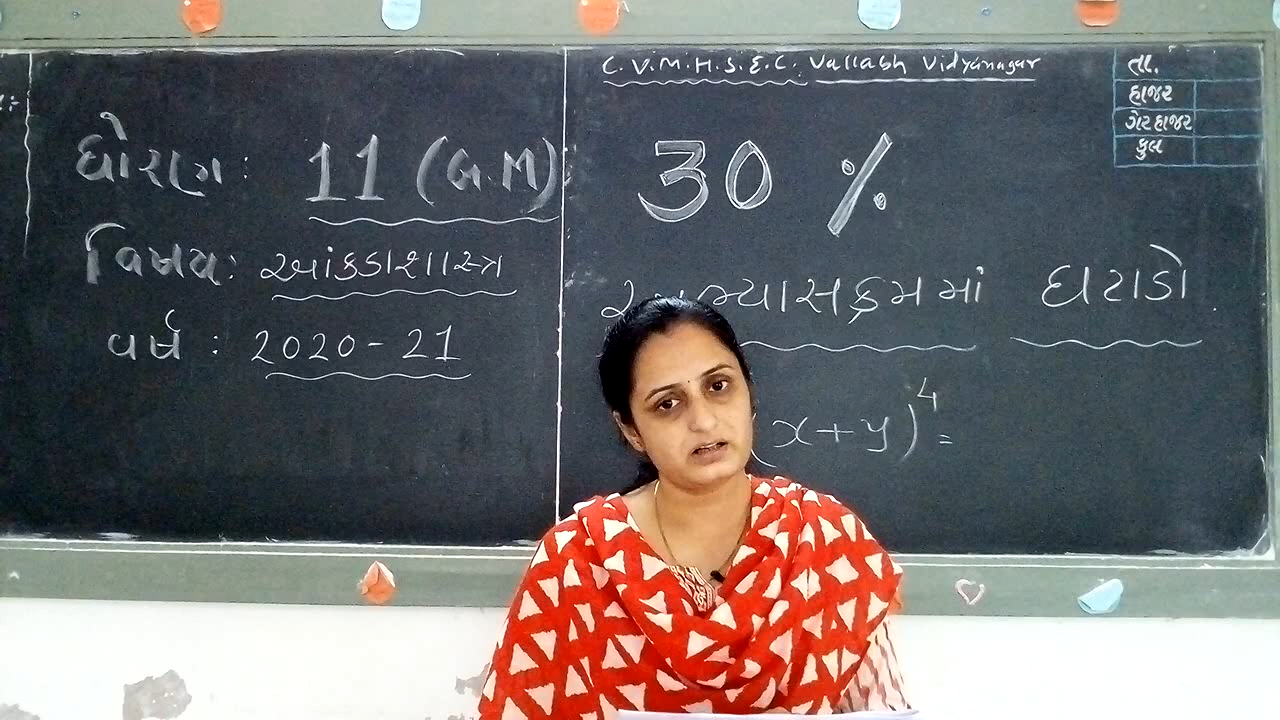 ધોરણ : 11 (G.M)
વિષય : આંકડાશાસ્ત્ર
વર્ષ : 2020-21
C.V.M.H.S.E.C. Vallabh Vidyanagar
30 %
અભ્યાસક્રમમાં ઘટાડો
(x+y)⁴ =
તા.
હાજર
ગેરહાજર
કુલ